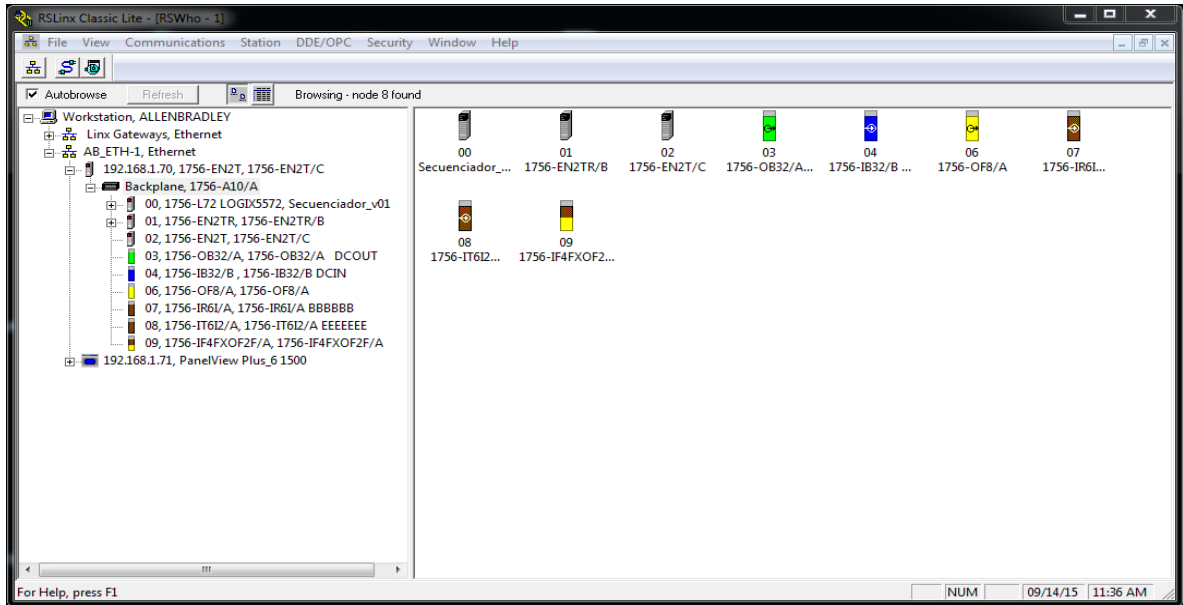 RSLinx Classic Lite - [RSWho - 1]
File View Communications Station DDE/OPC Security Window Help
Autobrowse Refresh Browsing - node 8 found
Workstation, ALLENBRADLEY
Linx Gateways, Ethernet
AB_ETH-1, Ethernet
192.168.1.70, 1756-EN2T, 1756-EN2T/C
Backplane, 1756-A10/A
00, 1756-L72 LOGIX5572, Secuenciador_v01
01, 1756-EN2TR, 1756-EN2TR/B
02, 1756-EN2T, 1756-EN2T/C
03, 1756-OB32/A, 1756-OB32/A DCOUT
04, 1756-IB32/B , 1756-IB32/B DCIN
06, 1756-OF8/A, 1756-OF8/A
07, 1756-IR6I/A, 1756-IR6I/A BBBBBB
08, 1756-IT6I2/A, 1756-IT6I2/A EEEEEEE
09, 1756-IF4FXOF2F/A, 1756-IF4FXOF2F/A
192.168.1.71, PanelView Plus_6 1500
00 01 02 03 04 06 07
Secuenciador_... 1756-EN2TR/B 1756-EN2T/C 1756-OB32/A... 1756-IB32/B ... 1756-OF8/A 1756-IR6I...
08 09
1756-IT6I2... 1756-IF4FXOF2...
For Help, press F1 NUM 09/14/15 11:36 AM